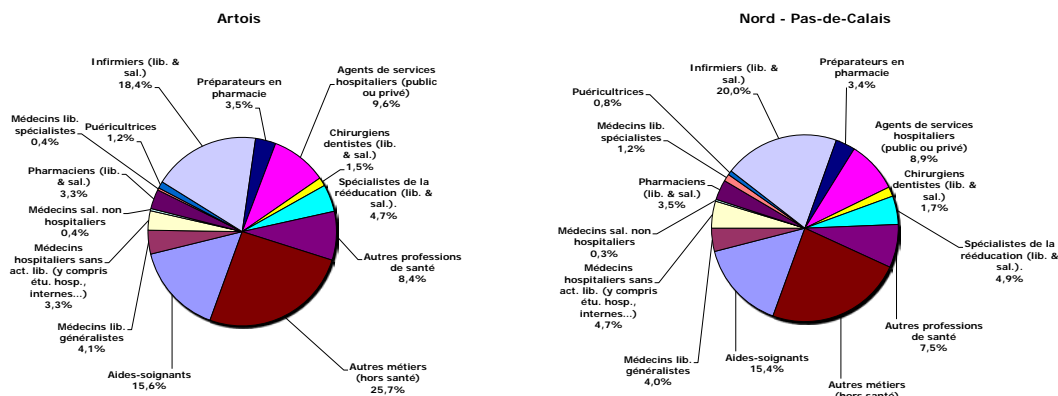 Artois
Infirmiers (lib. &
sal.)
18,4%
Préparateurs en
pharmacie
3,5%
Agents de services
hospitaliers (public
ou privé)
9,6%
Chirurgiens
dentistes (lib.
& sal.)
1,5%
Spécialistes de la
rééducation (lib. &
sal.).
4,7%
Autres professions
de santé
8,4%
Autres métiers
(hors santé)
25,7%
Aides-soignants
15,6%
Médecins lib.
généralistes
4,1%
Médecins
hospitaliers sans
act. lib. (y compris
étu. hosp.,
internes...)
3,3%
Médecins sal. non
hospitaliers
0,4%
Pharmaciens (lib.
& sal.)
3,3%
Médecins lib.
spécialistes
0,4%
Puéricultrices
1,2%
Nord - Pas-de-Calais
Infirmiers (lib. &
sal.)
20,0%
Préparateurs en
pharmacie
3,4%
Agents de services
hospitaliers
(public ou privé)
8,9%
Chirurgiens
dentistes (lib. &
sal.)
1,7%
Spécialistes de la
rééducation (lib. &
sal.).
4,9%
Autres professions
de santé
7,5%
Autres métiers
(hors santé)
Aides-soignants
15,4%
Médecins lib.
généralistes
4,0%
Médecins
hospitaliers sans
act. lib. (y compris
étu. hosp.,
internes...)
4,7%
Médecins sal. non
hospitaliers
0,3%
Pharmaciens (lib.
& sal.)
3,5%
Médecins lib.
spécialistes
1,2%
Puéricultrices
0,8%